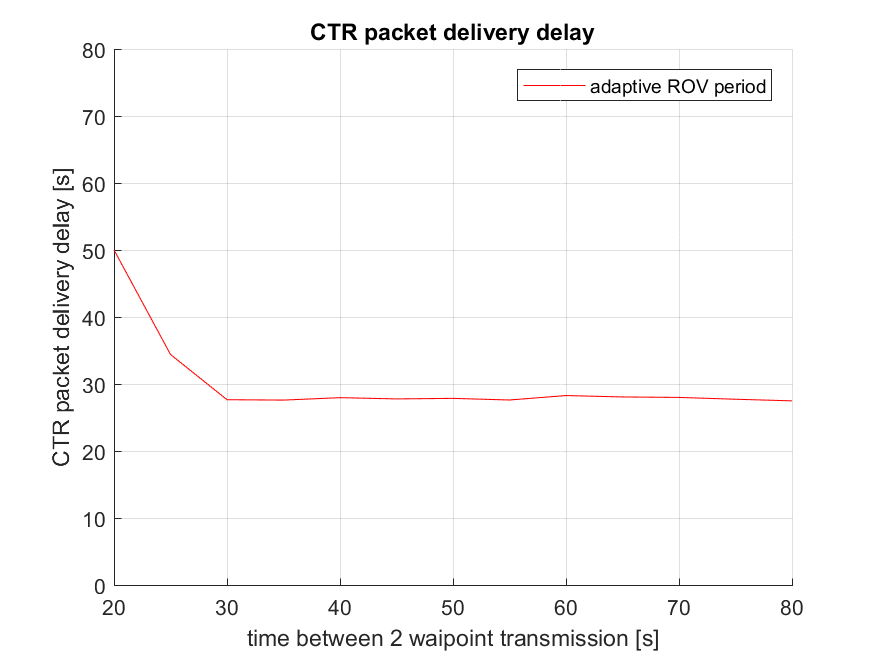 CTR packet delivery delay
adaptive ROV period
CTR packet delivery delay [s]
80
70
60
50
40
30
20
10
0
20 30 40 50 60 70 80
time between 2 waipoint transmission [s]